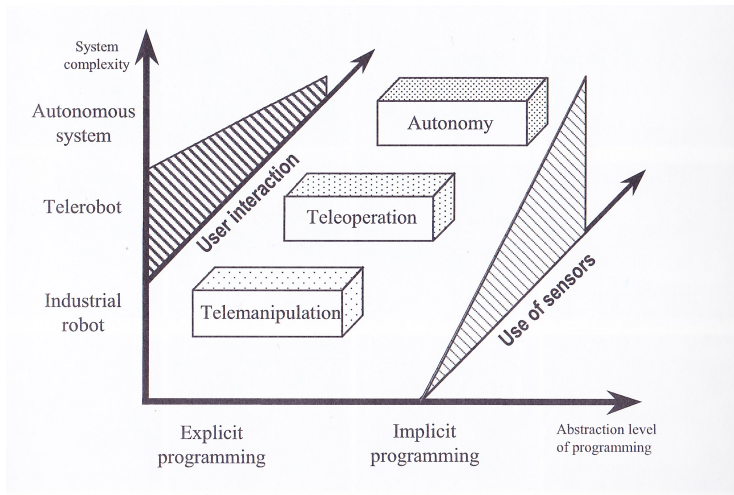 System
complexity
Autonomous
system
Autonomy
User interaction
Telerobot
Teleoperation
Industrial
robot
Telemanipulation
Use of sensors
Explicit
programming
Implicit
programming
Abstraction level
of programming